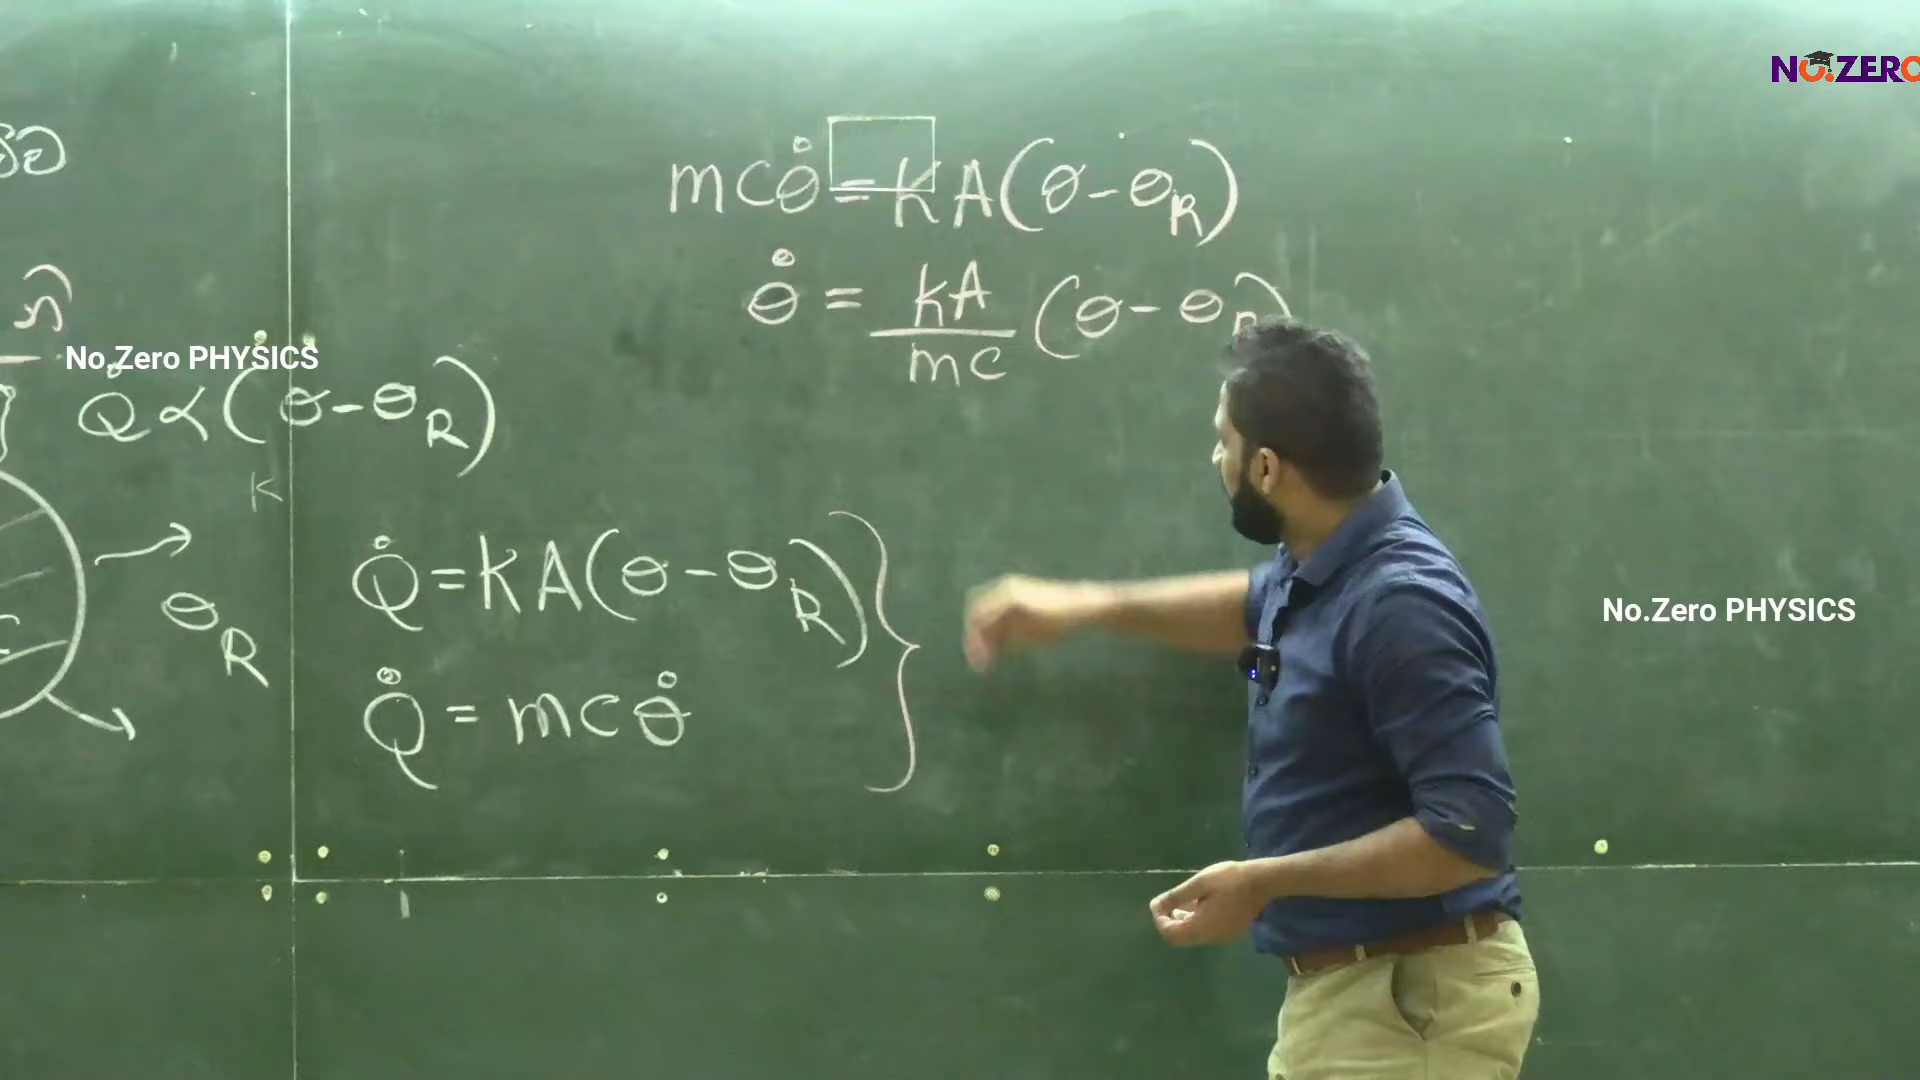 NO.ZERO
mcθ̇ = kA(θ - θ_R)
θ̇ = kA/mc (θ - θ_R)
No.Zero PHYSICS
Q̇ ∝ (θ - θ_R)
K
θ_R
Q̇ = kA(θ - θ_R)
Q̇ = mcθ̇
No.Zero PHYSICS